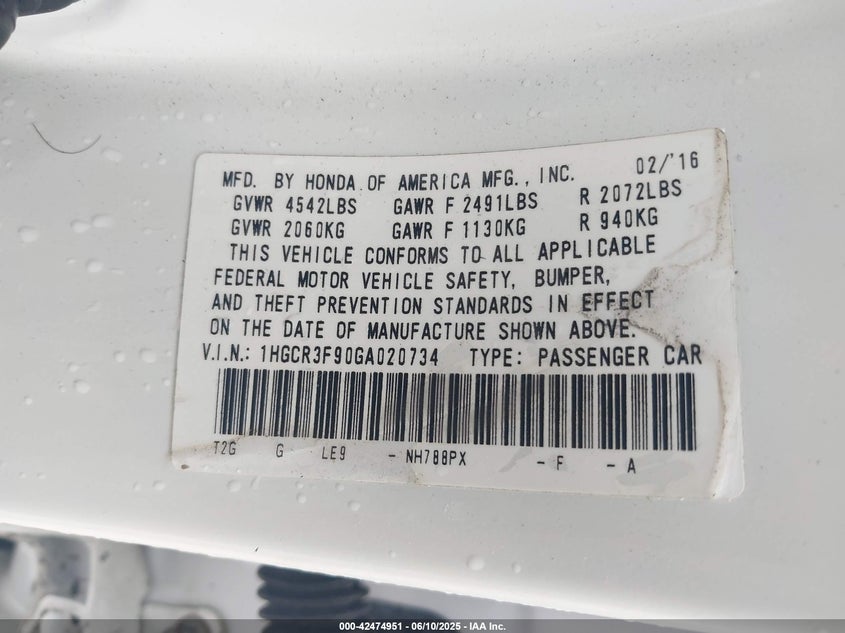 MFD. BY HONDA OF AMERICA MFG., INC. 02/'16
GVWR 4542LBS GAWR F 2491LBS R 2072LBS
GVWR 2060KG GAWR F 1130KG R 940KG
THIS VEHICLE CONFORMS TO ALL APPLICABLE
FEDERAL MOTOR VEHICLE SAFETY, BUMPER,
AND THEFT PREVENTION STANDARDS IN EFFECT
ON THE DATE OF MANUFACTURE SHOWN ABOVE.
V.I.N.: 1HGCR3F90GA020734 TYPE: PASSENGER CAR
T2G G LE9 - NH788PX - F - A
000-42474951 - 06/10/2025 - IAA Inc.